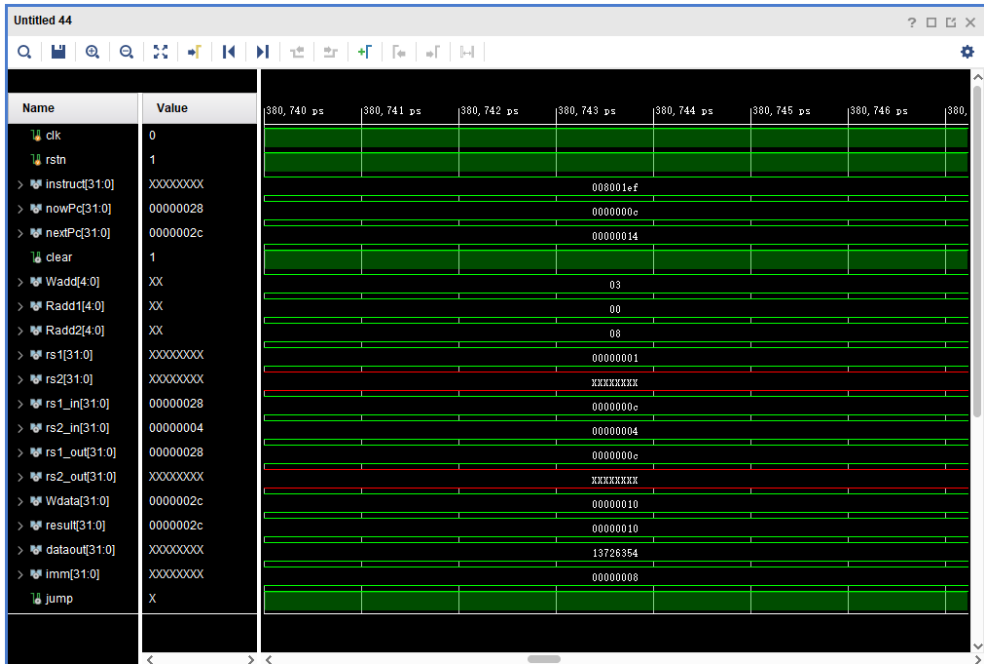 Untitled 44
Name Value 380,740 ps 380,741 ps 380,742 ps 380,743 ps 380,744 ps 380,745 ps 380,746 ps 380,
clk 0
rstn 1
instruct[31:0] XXXXXXXX 008001ef
nowPc[31:0] 00000028 0000000c
nextPc[31:0] 0000002c 00000014
clear 1
Wadd[4:0] XX 03
Radd1[4:0] XX 00
Radd2[4:0] XX 08
rs1[31:0] XXXXXXXX 00000001
rs2[31:0] XXXXXXXX XXXXXXXX
rs1_in[31:0] 00000028 0000000c
rs2_in[31:0] 00000004 00000004
rs1_out[31:0] 00000028 0000000c
rs2_out[31:0] XXXXXXXX XXXXXXXX
Wdata[31:0] 0000002c 00000010
result[31:0] 0000002c 00000010
dataout[31:0] XXXXXXXX 13726354
imm[31:0] XXXXXXXX 00000008
jump X